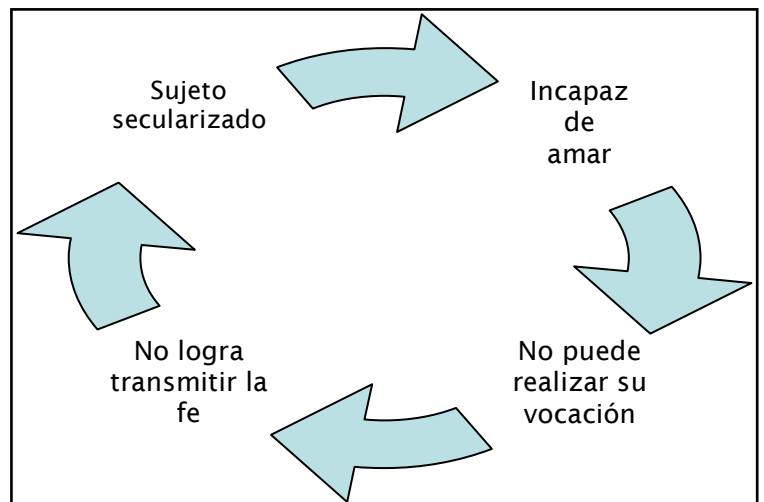 Sujeto
secularizado
Incapaz
de
amar
No puede
realizar su
vocación
No logra
transmitir la
fe